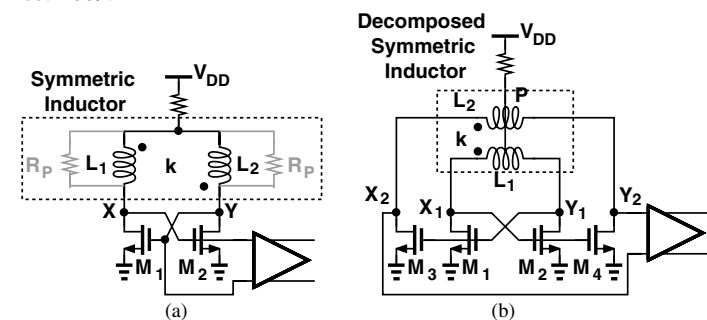 Decomposed
Symmetric
Inductor
V_DD
Symmetric
Inductor
V_DD
L_2
P
R_P
L_1
k
L_2
R_P
k
L_1
X
Y
X_2
X_1
Y_1
Y_2
M_1
M_2
M_3
M_1
M_2
M_4
(a)
(b)